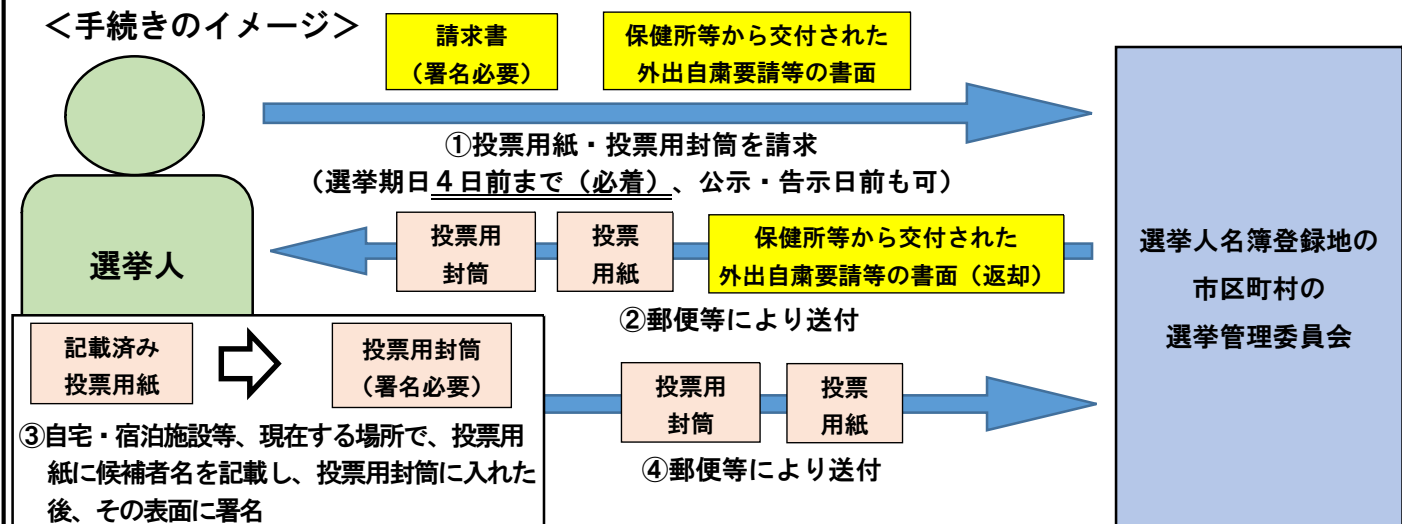 ＜手続きのイメージ＞
請求書
（署名必要）
保健所等から交付された
外出自粛要請等の書面
①投票用紙・投票用封筒を請求
（選挙期日４日前まで（必着）、公示・告示日前も可）
選挙人
投票用
封筒
投票
用紙
保健所等から交付された
外出自粛要請等の書面（返却）
②郵便等により送付
選挙人名簿登録地の
市区町村の
選挙管理委員会
記載済み
投票用紙
投票用封筒
（署名必要）
③自宅・宿泊施設等、現在する場所で、投票用
紙に候補者名を記載し、投票用封筒に入れた
後、その表面に署名
投票用
封筒
投票
用紙
④郵便等により送付